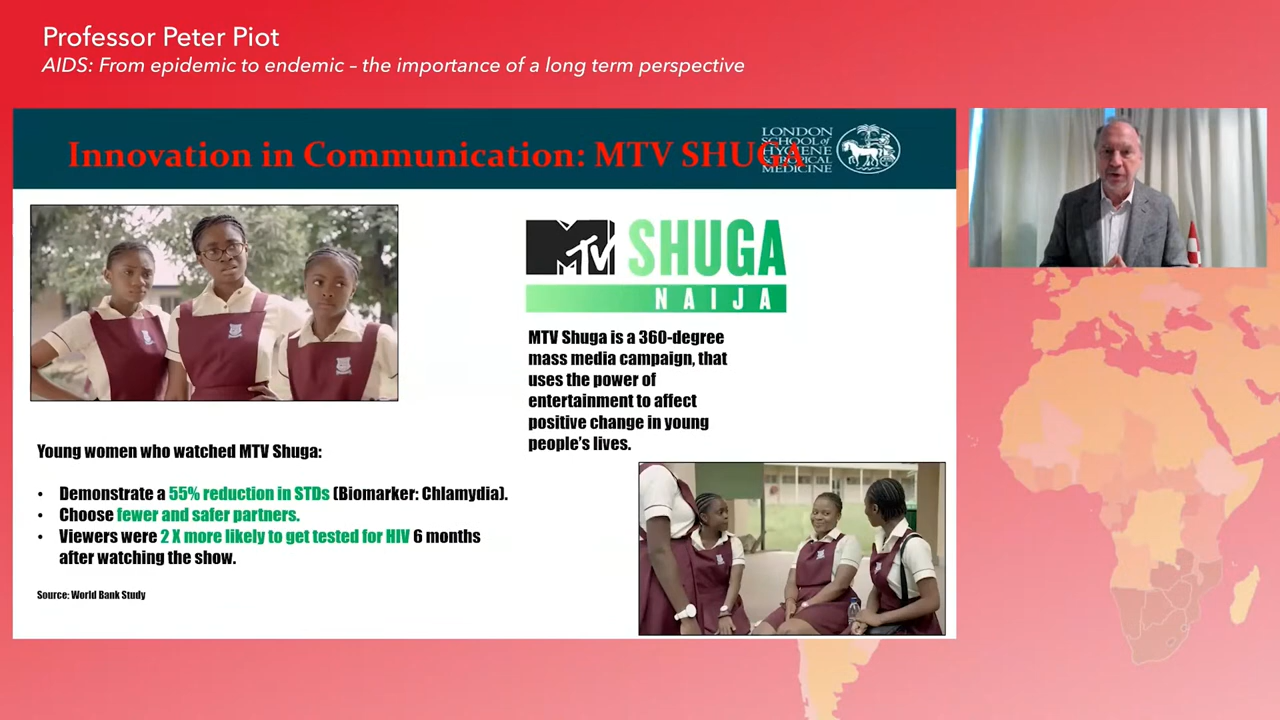 Professor Peter Piot
AIDS: From epidemic to endemic – the importance of a long term perspective
Innovation in Communication: MTV SHUGA
LONDON
SCHOOL of
HYGIENE
& TROPICAL
MEDICINE
MTV SHUGA
NAIJA
MTV Shuga is a 360-degree
mass media campaign, that
uses the power of
entertainment to affect
positive change in young
people's lives.
Young women who watched MTV Shuga:
• Demonstrate a 55% reduction in STDs (Biomarker: Chlamydia).
• Choose fewer and safer partners.
• Viewers were 2 X more likely to get tested for HIV 6 months
after watching the show.
Source: World Bank Study